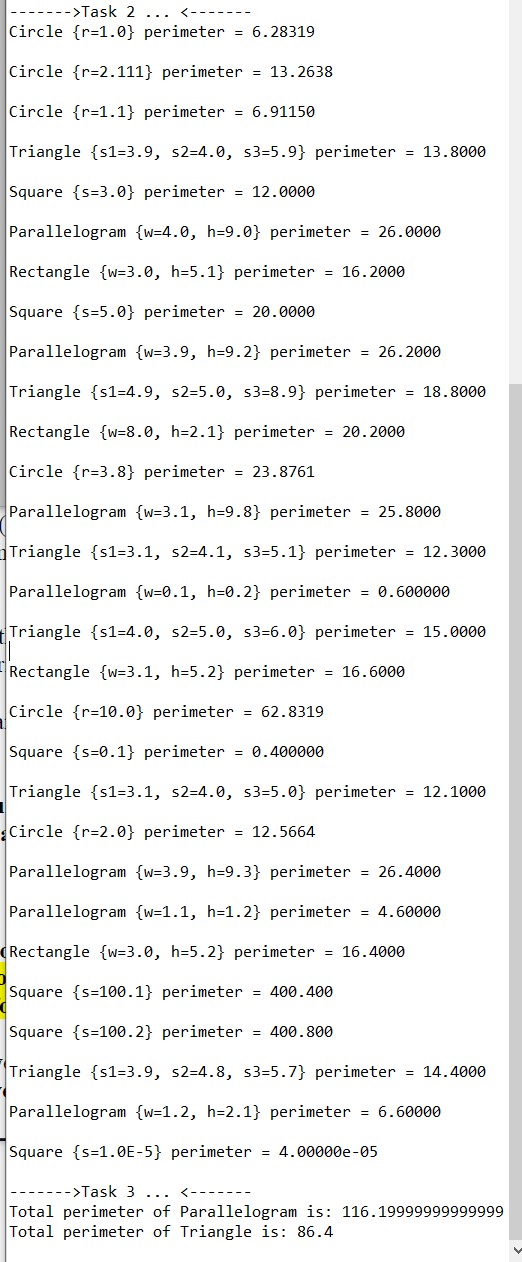 ------->Task 2 ... <-------
Circle {r=1.0} perimeter = 6.28319
Circle {r=2.111} perimeter = 13.2638
Circle {r=1.1} perimeter = 6.91150
Triangle {s1=3.9, s2=4.0, s3=5.9} perimeter = 13.8000
Square {s=3.0} perimeter = 12.0000
Parallelogram {w=4.0, h=9.0} perimeter = 26.0000
Rectangle {w=3.0, h=5.1} perimeter = 16.2000
Square {s=5.0} perimeter = 20.0000
Parallelogram {w=3.9, h=9.2} perimeter = 26.2000
Triangle {s1=4.9, s2=5.0, s3=8.9} perimeter = 18.8000
Rectangle {w=8.0, h=2.1} perimeter = 20.2000
Circle {r=3.8} perimeter = 23.8761
Parallelogram {w=3.1, h=9.8} perimeter = 25.8000
Triangle {s1=3.1, s2=4.1, s3=5.1} perimeter = 12.3000
Parallelogram {w=0.1, h=0.2} perimeter = 0.600000
Triangle {s1=4.0, s2=5.0, s3=6.0} perimeter = 15.0000
Rectangle {w=3.1, h=5.2} perimeter = 16.6000
Circle {r=10.0} perimeter = 62.8319
Square {s=0.1} perimeter = 0.400000
Triangle {s1=3.1, s2=4.0, s3=5.0} perimeter = 12.1000
Circle {r=2.0} perimeter = 12.5664
Parallelogram {w=3.9, h=9.3} perimeter = 26.4000
Parallelogram {w=1.1, h=1.2} perimeter = 4.60000
Rectangle {w=3.0, h=5.2} perimeter = 16.4000
Square {s=100.1} perimeter = 400.400
Square {s=100.2} perimeter = 400.800
Triangle {s1=3.9, s2=4.8, s3=5.7} perimeter = 14.4000
Parallelogram {w=1.2, h=2.1} perimeter = 6.60000
Square {s=1.0E-5} perimeter = 4.00000e-05
------->Task 3 ... <-------
Total perimeter of Parallelogram is: 116.19999999999999
Total perimeter of Triangle is: 86.4